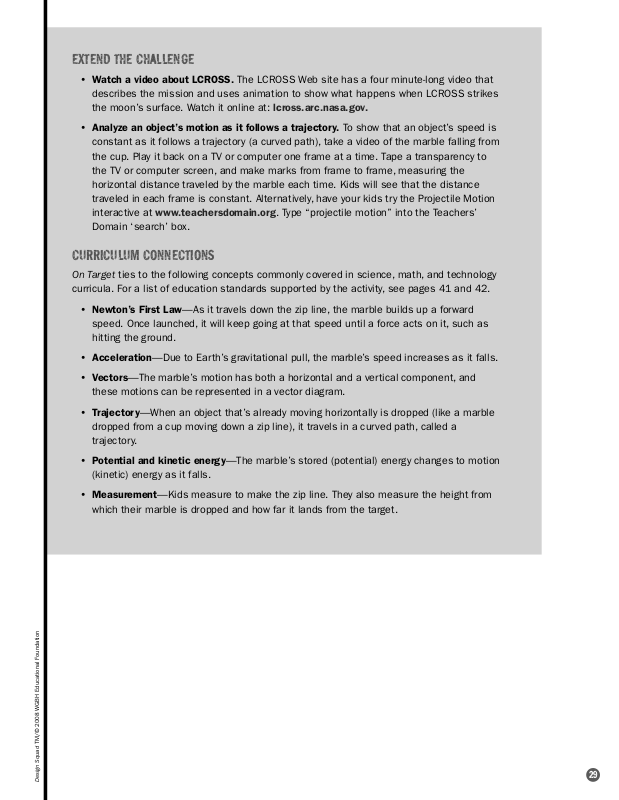 EXTEND THE CHALLENGE
• Watch a video about LCROSS. The LCROSS Web site has a four minute-long video that
describes the mission and uses animation to show what happens when LCROSS strikes
the moon's surface. Watch it online at: lcross.arc.nasa.gov.
• Analyze an object's motion as it follows a trajectory. To show that an object's speed is
constant as it follows a trajectory (a curved path), take a video of the marble falling from
the cup. Play it back on a TV or computer one frame at a time. Tape a transparency to
the TV or computer screen, and make marks from frame to frame, measuring the
horizontal distance traveled by the marble each time. Kids will see that the distance
traveled in each frame is constant. Alternatively, have your kids try the Projectile Motion
interactive at www.teachersdomain.org. Type “projectile motion” into the Teachers'
Domain ‘search’ box.
CURRICULUM CONNECTIONS
On Target ties to the following concepts commonly covered in science, math, and technology
curricula. For a list of education standards supported by the activity, see pages 41 and 42.
• Newton's First Law—As it travels down the zip line, the marble builds up a forward
speed. Once launched, it will keep going at that speed until a force acts on it, such as
hitting the ground.
• Acceleration—Due to Earth's gravitational pull, the marble's speed increases as it falls.
• Vectors—The marble's motion has both a horizontal and a vertical component, and
these motions can be represented in a vector diagram.
• Trajectory—When an object that's already moving horizontally is dropped (like a marble
dropped from a cup moving down a zip line), it travels in a curved path, called a
trajectory.
• Potential and kinetic energy—The marble's stored (potential) energy changes to motion
(kinetic) energy as it falls.
• Measurement—Kids measure to make the zip line. They also measure the height from
which their marble is dropped and how far it lands from the target.
Design Squad TM/© 2008 WGBH Educational Foundation
29